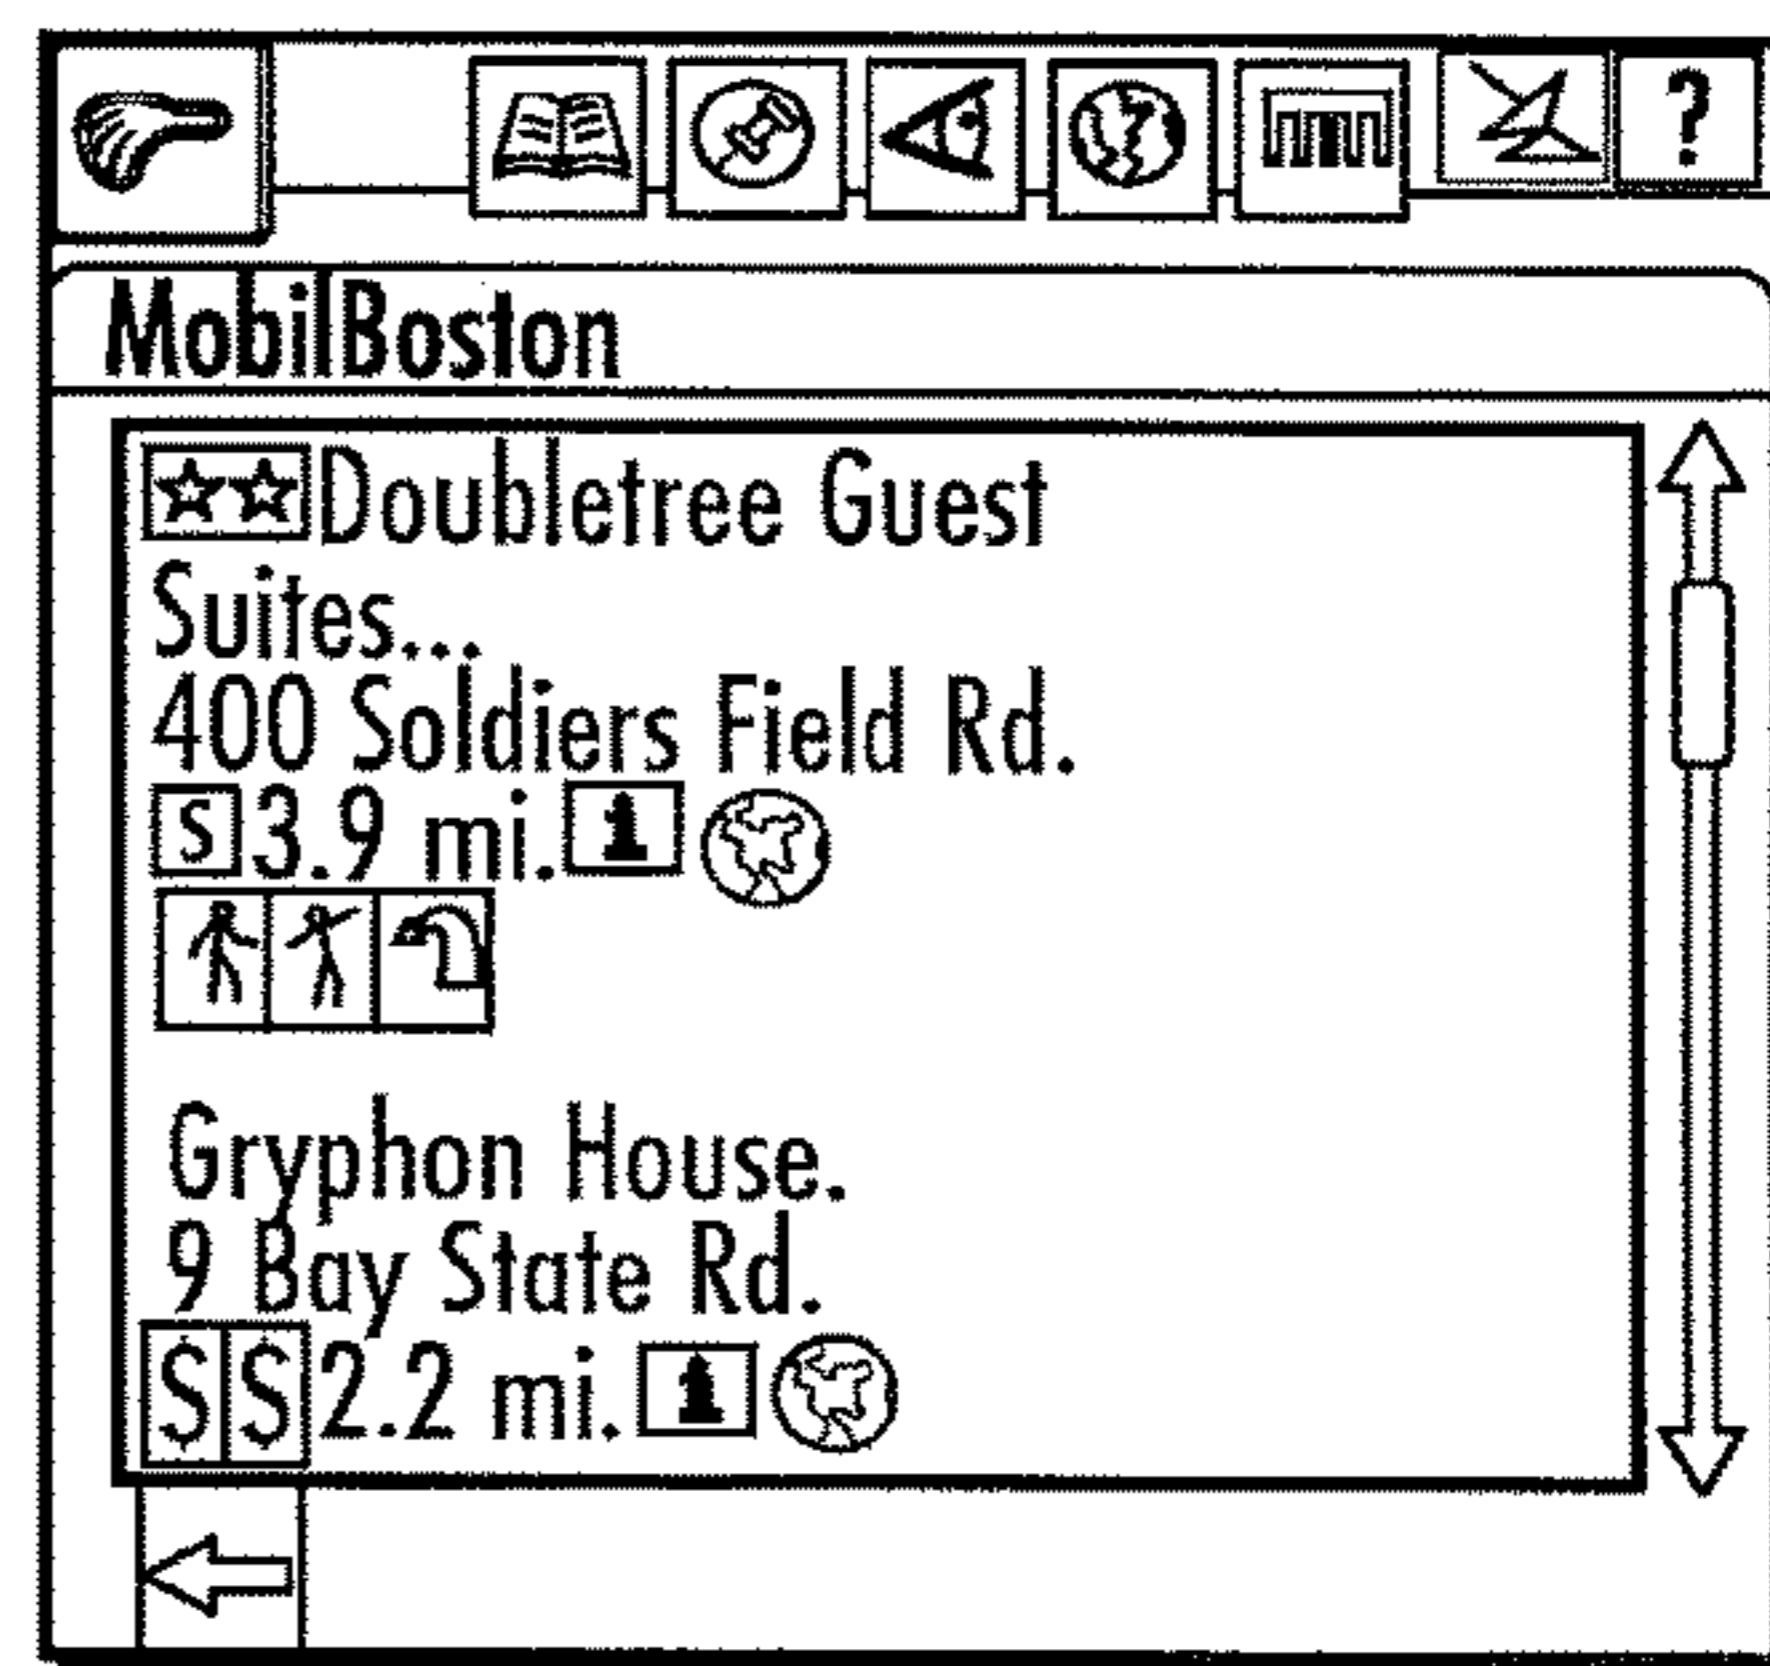 ?
MobilBoston
Doubletree Guest
Suites...
400 Soldiers Field Rd.
S 3.9 mi.
Gryphon House.
9 Bay State Rd.
$ $ 2.2 mi.